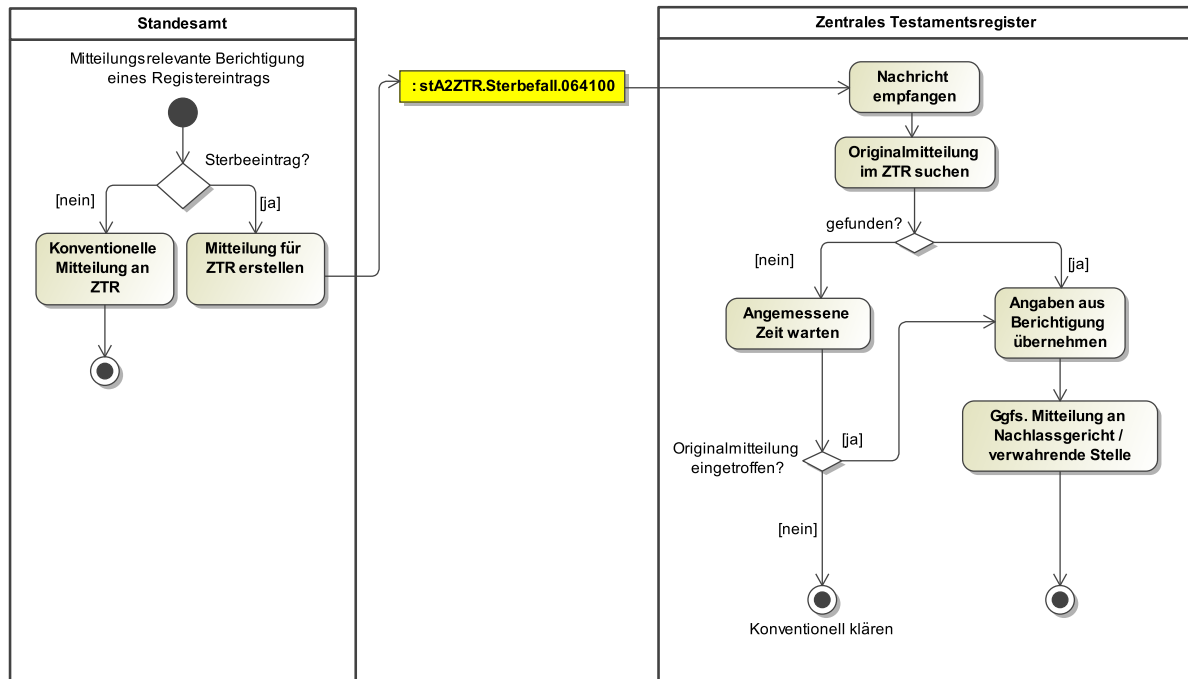 Standesamt
Mitteilungsrelevante Berichtigung
eines Registereintrags
Sterbeeintrag?
[nein]
[ja]
Konventionelle
Mitteilung an
ZTR
Mitteilung für
ZTR erstellen
: stA2ZTR.Sterbefall.064100
Zentrales Testamentsregister
Nachricht
empfangen
Originalmitteilung
im ZTR suchen
gefunden?
[nein]
[ja]
Angemessene
Zeit warten
Angaben aus
Berichtigung
übernehmen
Originalmitteilung
eingetroffen?
[ja]
Ggfs. Mitteilung an
Nachlassgericht /
verwahrende Stelle
[nein]
Konventionell klären